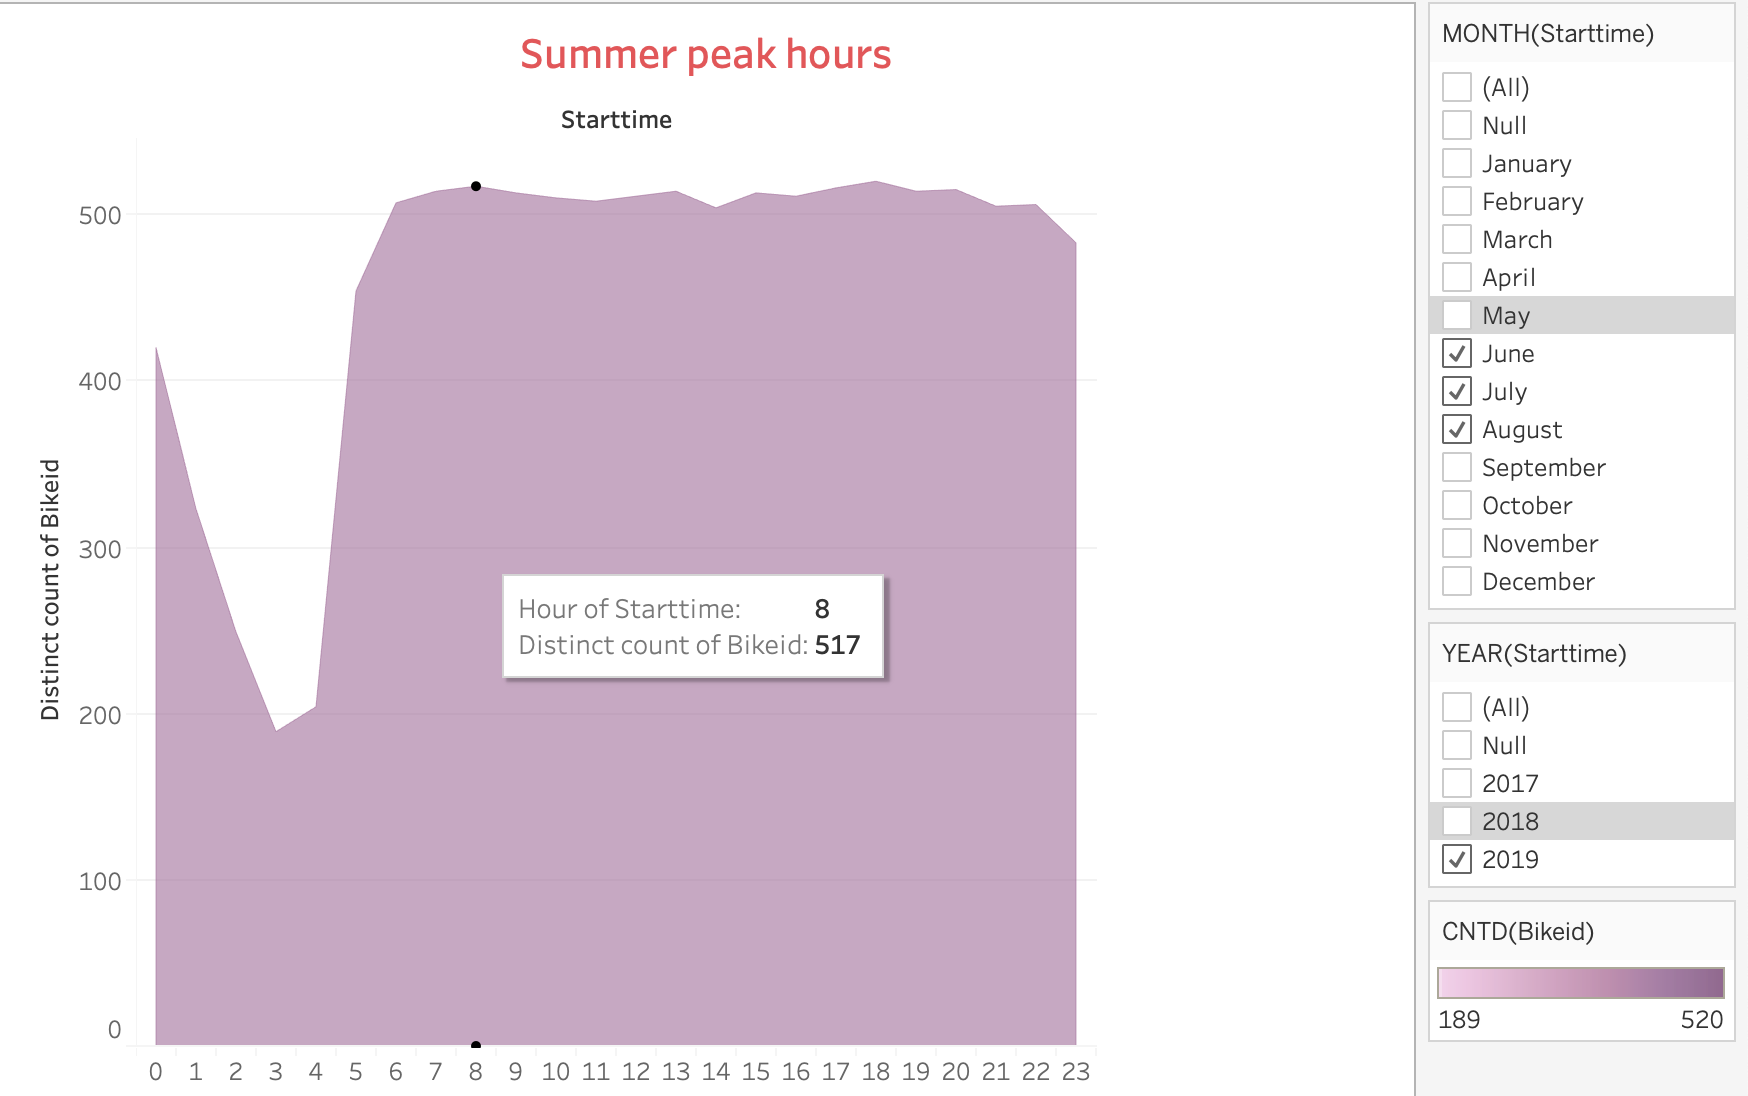 Summer peak hours
Starttime
Distinct count of Bikeid
500
400
300
200
100
0
0 1 2 3 4 5 6 7 8 9 10 11 12 13 14 15 16 17 18 19 20 21 22 23
Hour of Starttime: 8
Distinct count of Bikeid: 517
MONTH(Starttime)
(All)
Null
January
February
March
April
May
June
July
August
September
October
November
December
YEAR(Starttime)
(All)
Null
2017
2018
2019
CNTD(Bikeid)
189 520